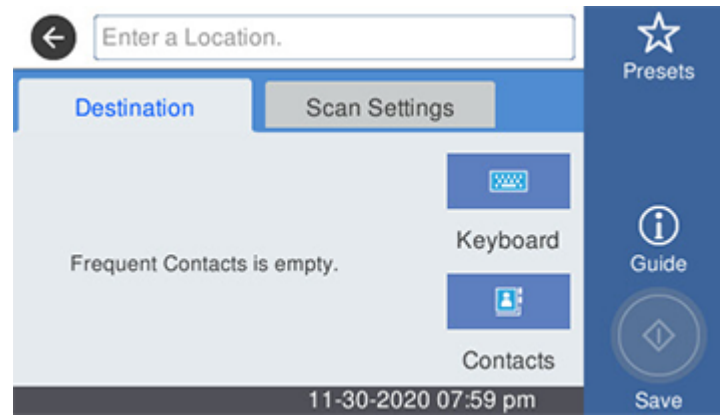 Enter a Location.
Presets
Destination
Scan Settings
Keyboard
Frequent Contacts is empty.
Guide
Contacts
11-30-2020 07:59 pm
Save